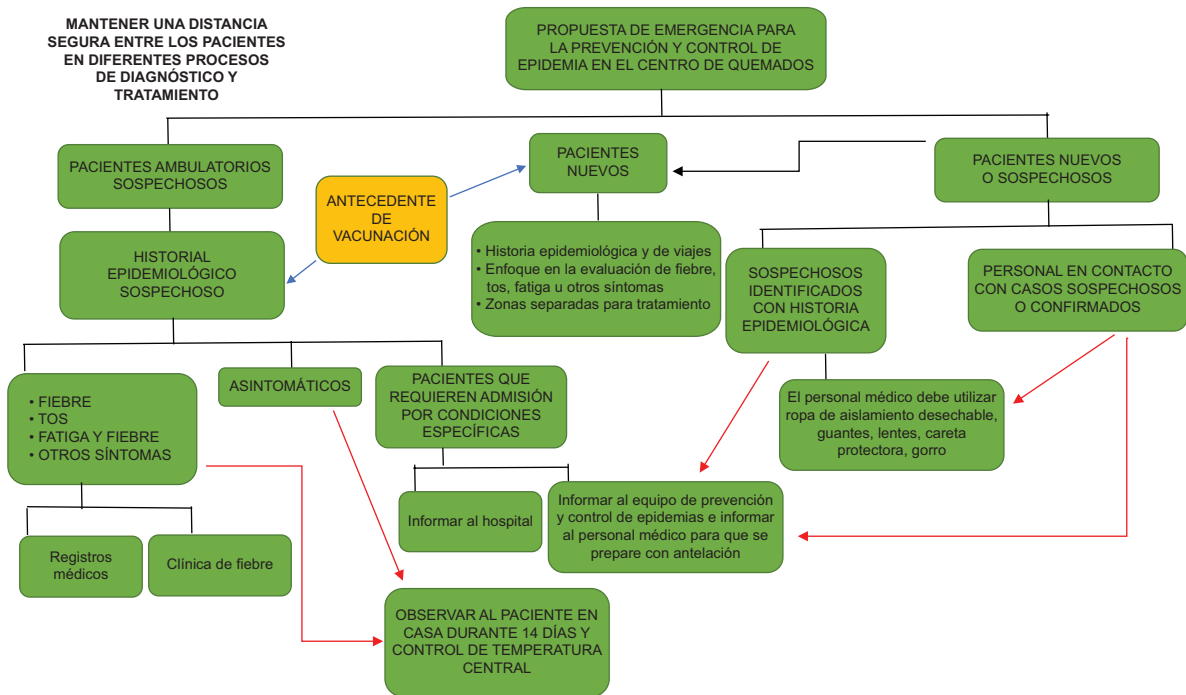 MANTENER UNA DISTANCIA
SEGURA ENTRE LOS PACIENTES
EN DIFERENTES PROCESOS
DE DIAGNÓSTICO Y
TRATAMIENTO
PROPUESTA DE EMERGENCIA PARA
LA PREVENCIÓN Y CONTROL DE
EPIDEMIA EN EL CENTRO DE QUEMADOS
PACIENTES AMBULATORIOS
SOSPECHOSOS
PACIENTES
NUEVOS
PACIENTES NUEVOS
O SOSPECHOSOS
ANTECEDENTE
DE
VACUNACIÓN
HISTORIAL
EPIDEMIOLÓGICO
SOSPECHOSO
• Historia epidemiológica y de viajes
• Enfoque en la evaluación de fiebre,
tos, fatiga u otros síntomas
• Zonas separadas para tratamiento
SOSPECHOSOS
IDENTIFICADOS
CON HISTORIA
EPIDEMIOLÓGICA
PERSONAL EN CONTACTO
CON CASOS SOSPECHOSOS
O CONFIRMADOS
• FIEBRE
• TOS
• FATIGA Y FIEBRE
• OTROS SÍNTOMAS
ASINTOMÁTICOS
PACIENTES QUE
REQUIEREN ADMISIÓN
POR CONDICIONES
ESPECÍFICAS
El personal médico debe utilizar
ropa de aislamiento desechable,
guantes, lentes, careta
protectora, gorro
Informar al hospital
Informar al equipo de prevención
y control de epidemias e informar
al personal médico para que se
prepare con antelación
Registros
médicos
Clínica de fiebre
OBSERVAR AL PACIENTE EN
CASA DURANTE 14 DÍAS Y
CONTROL DE TEMPERATURA
CENTRAL